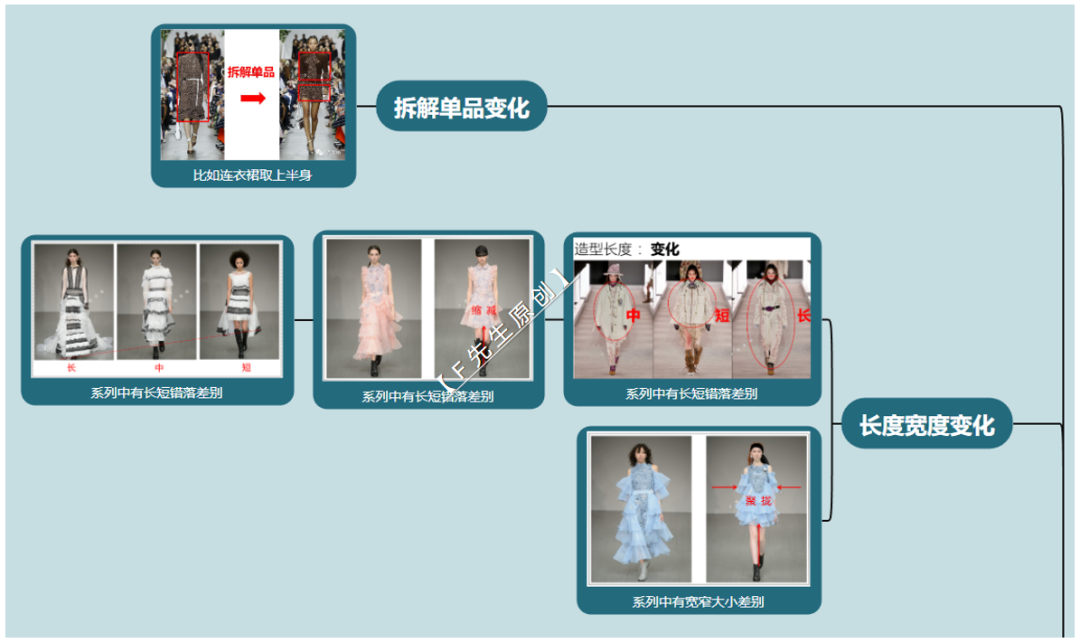 拆解单品
比如连衣裙取上半身
拆解单品变化
长
中
短
系列中有长短错落差别
缩减
系列中有长短错落差别
造型长度：变化
中
短
长
系列中有长短错落差别
【F先生原创】
长度宽度变化
聚拢
系列中有宽窄大小差别